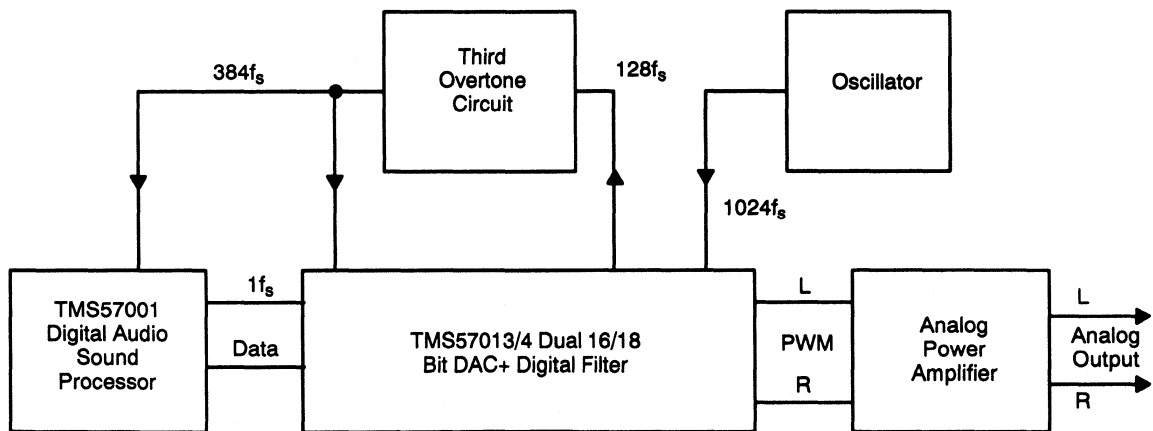 Third
Overtone
Circuit
384fs
128fs
Oscillator
1024fs
TMS57001
Digital Audio
Sound
Processor
1fs
Data
TMS57013/4 Dual 16/18
Bit DAC+ Digital Filter
L
PWM
R
Analog
Power
Amplifier
L
Analog
Output
R